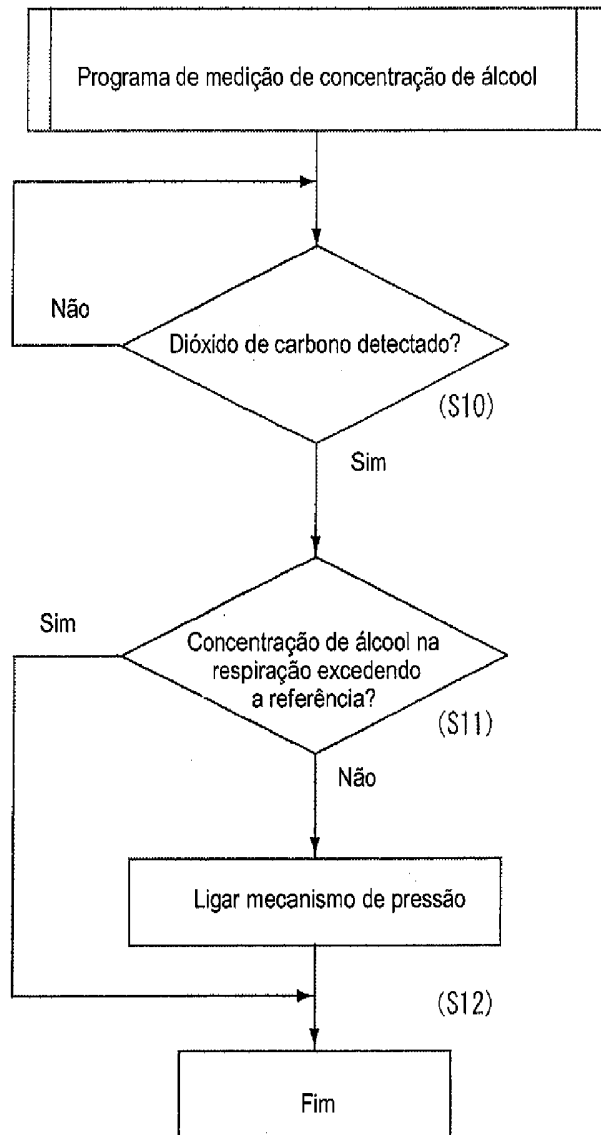 Programa de medição de concentração de álcool
Não
Dióxido de carbono detectado?
(S10)
Sim
Sim
Concentração de álcool na
respiração excedendo
a referência?
(S11)
Não
Ligar mecanismo de pressão
(S12)
Fim